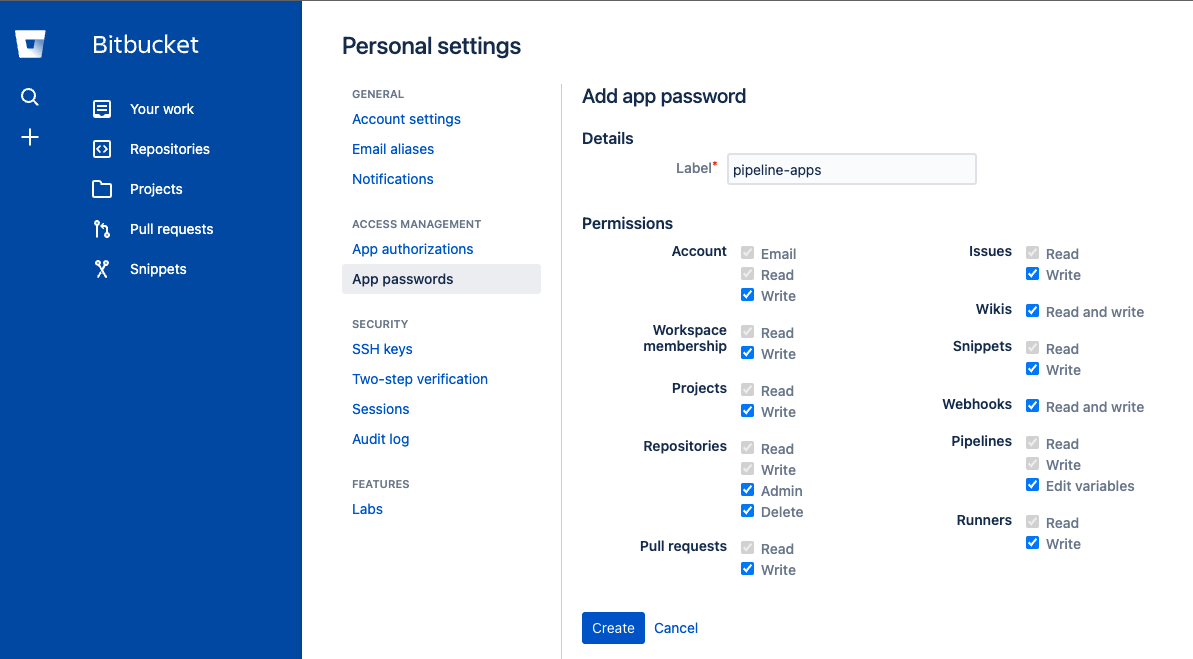 Bitbucket
Your work
Repositories
Projects
Pull requests
Snippets
Personal settings
GENERAL
Account settings
Email aliases
Notifications
ACCESS MANAGEMENT
App authorizations
App passwords
SECURITY
SSH keys
Two-step verification
Sessions
Audit log
FEATURES
Labs
Add app password
Details
Label* pipeline-apps
Permissions
Account Email
Read
Write
Workspace membership Read
Write
Projects Read
Write
Repositories Read
Write
Admin
Delete
Pull requests Read
Write
Issues Read
Write
Wikis Read and write
Snippets Read
Write
Webhooks Read and write
Pipelines Read
Write
Edit variables
Runners Read
Write
Create Cancel